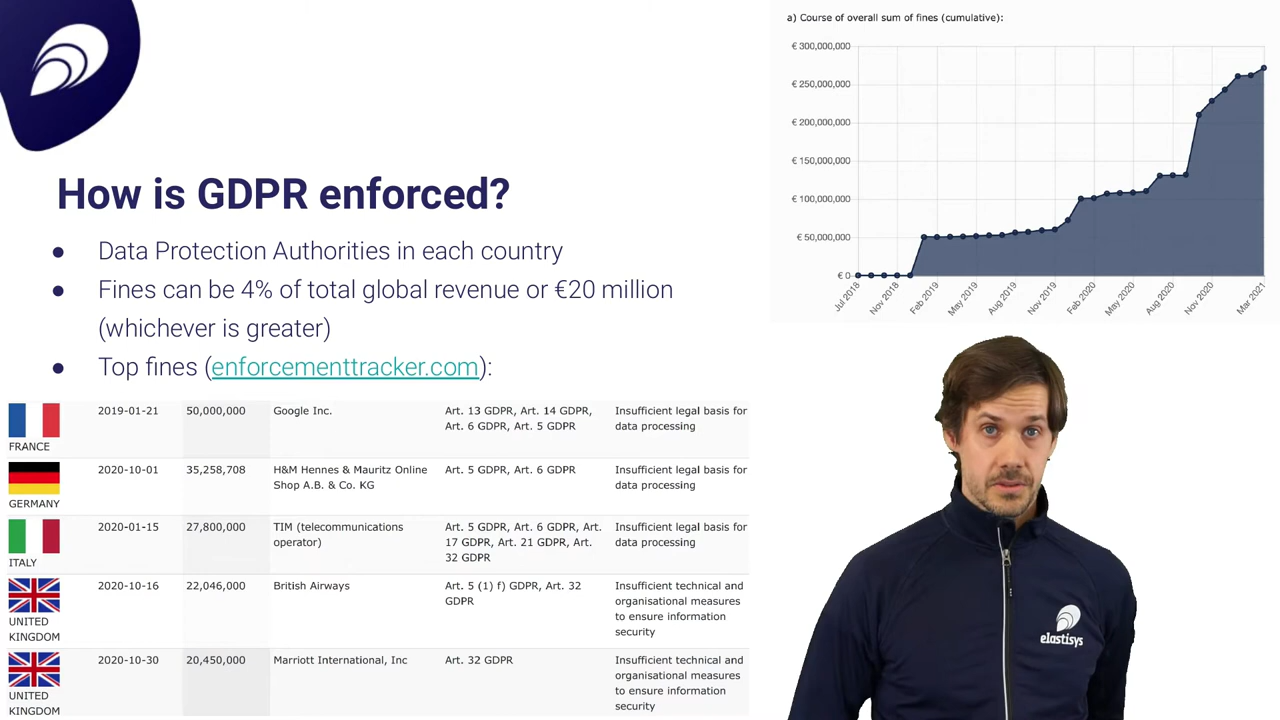 a) Course of overall sum of fines (cumulative):
€ 300,000,000
€ 250,000,000
€ 200,000,000
€ 150,000,000
€ 100,000,000
€ 50,000,000
€ 0
Jul 2018
Nov 2018
Feb 2019
May 2019
Aug 2019
Nov 2019
Feb 2020
May 2020
Aug 2020
Nov 2020
Mar 2021
How is GDPR enforced?
● Data Protection Authorities in each country
● Fines can be 4% of total global revenue or €20 million
(whichever is greater)
● Top fines (enforcementtracker.com):
FRANCE
2019-01-21
50,000,000
Google Inc.
Art. 13 GDPR, Art. 14 GDPR,
Art. 6 GDPR, Art. 5 GDPR
Insufficient legal basis for
data processing
GERMANY
2020-10-01
35,258,708
H&M Hennes & Mauritz Online
Shop A.B. & Co. KG
Art. 5 GDPR, Art. 6 GDPR
Insufficient legal basis for
data processing
ITALY
2020-01-15
27,800,000
TIM (telecommunications
operator)
Art. 5 GDPR, Art. 6 GDPR, Art.
17 GDPR, Art. 21 GDPR, Art.
32 GDPR
Insufficient legal basis for
data processing
UNITED
KINGDOM
2020-10-16
22,046,000
British Airways
Art. 5 (1) f) GDPR, Art. 32
GDPR
Insufficient technical and
organisational measures
to ensure information
security
UNITED
KINGDOM
2020-10-30
20,450,000
Marriott International, Inc
Art. 32 GDPR
Insufficient technical and
organisational measures
to ensure information
security
elastisys